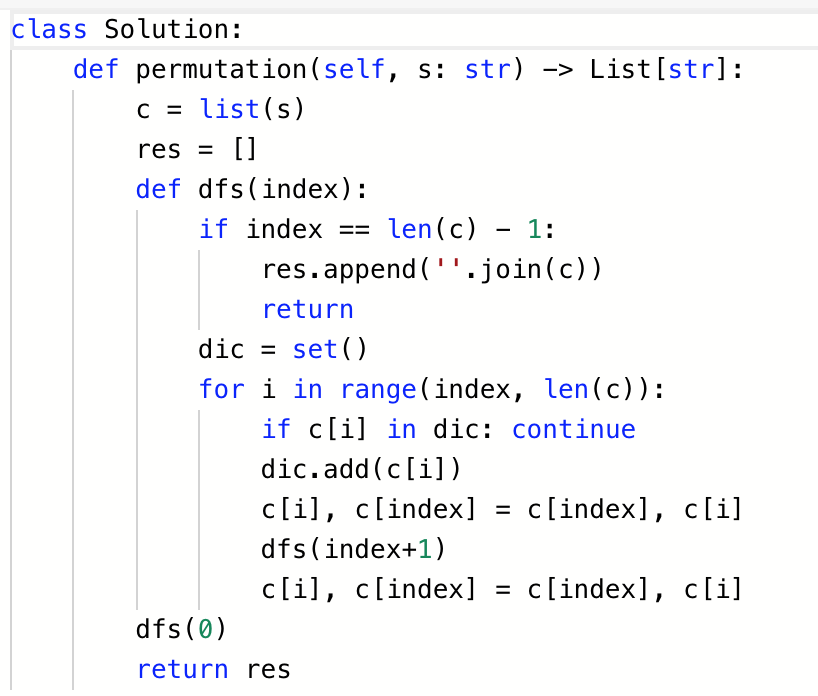 class Solution:
    def permutation(self, s: str) -> List[str]:
        c = list(s)
        res = []
        def dfs(index):
            if index == len(c) - 1:
                res.append(''.join(c))
                return
            dic = set()
            for i in range(index, len(c)):
                if c[i] in dic: continue
                dic.add(c[i])
                c[i], c[index] = c[index], c[i]
                dfs(index+1)
                c[i], c[index] = c[index], c[i]
        dfs(0)
        return res